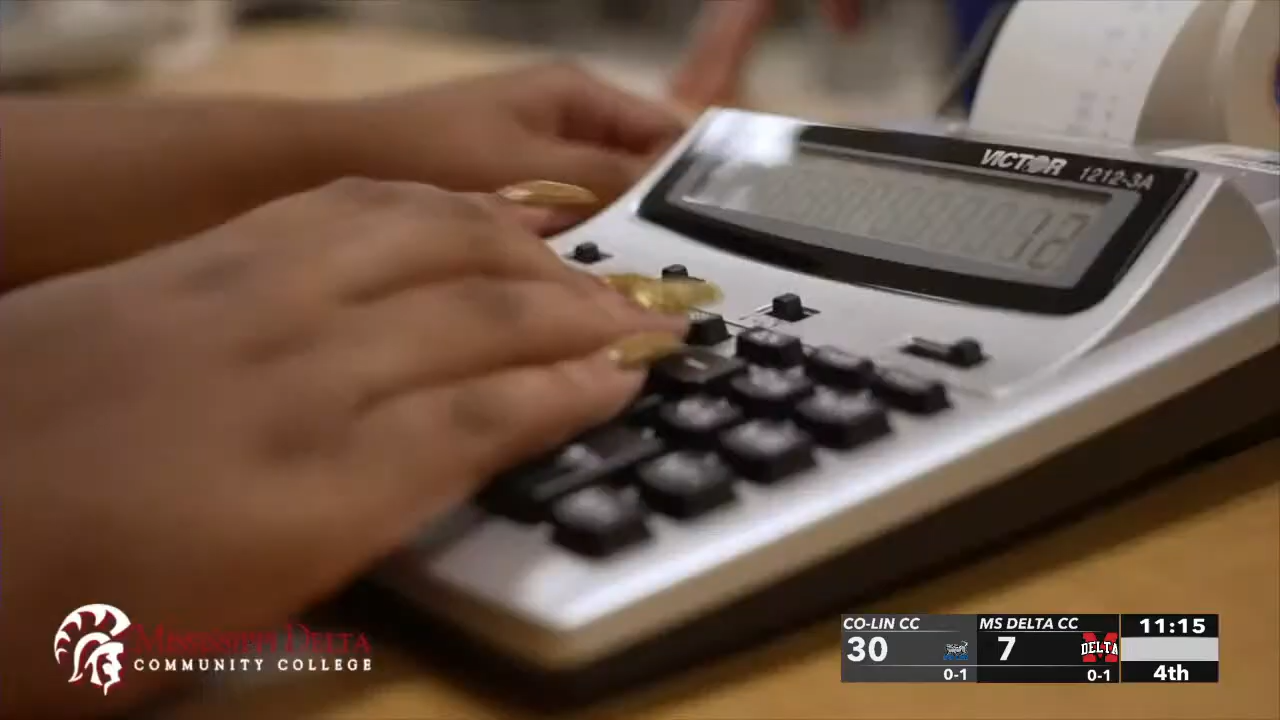 VICTOR 1212-3A
MISSISSIPPI DELTA
COMMUNITY COLLEGE
CO-LIN CC
30
0-1
MS DELTA CC
7
DELTA
0-1
11:15
4th